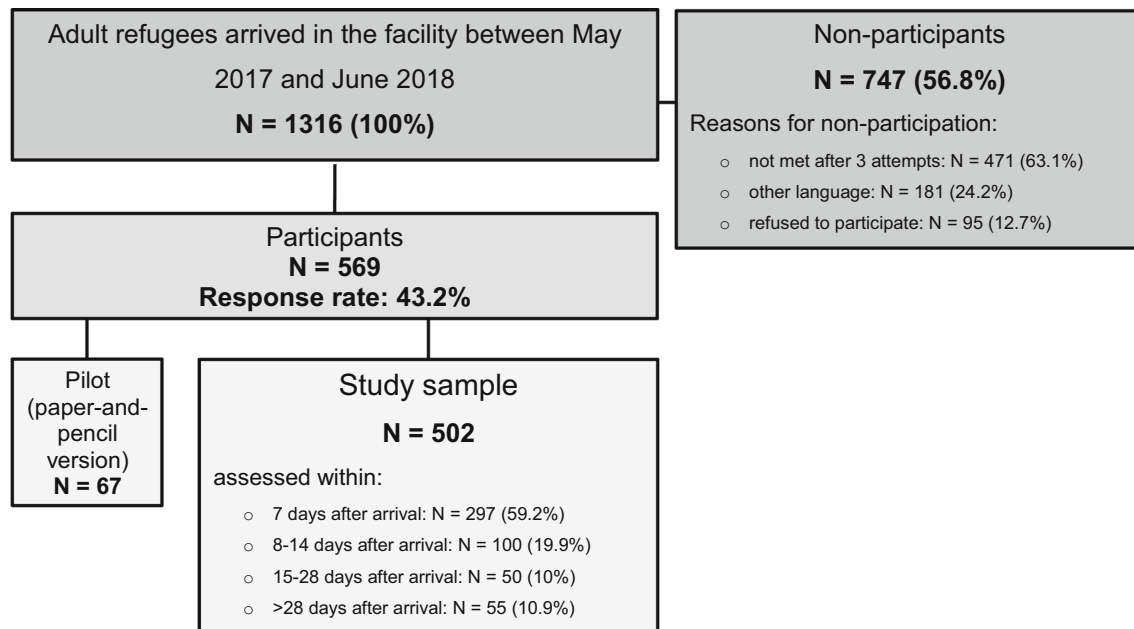 Adult refugees arrived in the facility between May
2017 and June 2018
N = 1316 (100%)
Non-participants
N = 747 (56.8%)
Reasons for non-participation:
o not met after 3 attempts: N = 471 (63.1%)
o other language: N = 181 (24.2%)
o refused to participate: N = 95 (12.7%)
Participants
N = 569
Response rate: 43.2%
Pilot
(paper-and-
pencil
version)
N = 67
Study sample
N = 502
assessed within:
o 7 days after arrival: N = 297 (59.2%)
o 8-14 days after arrival: N = 100 (19.9%)
o 15-28 days after arrival: N = 50 (10%)
o >28 days after arrival: N = 55 (10.9%)